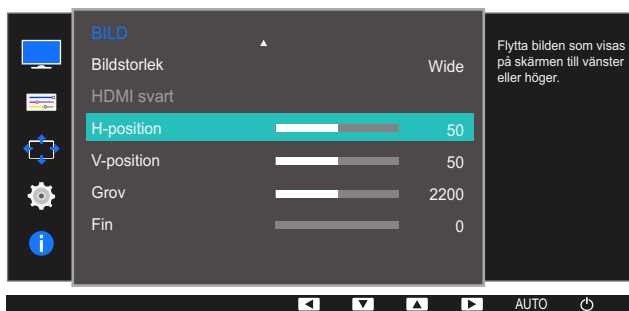 BILD
Bildstorlek Wide
HDMI svart
H-position 50
V-position 50
Grov 2200
Fin 0
Flytta bilden som visas
på skärmen till vänster
eller höger.
AUTO